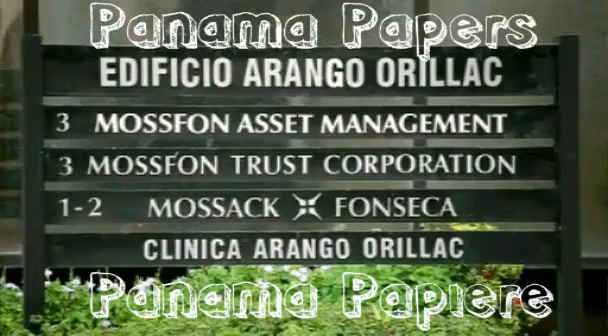 Panama Papers
EDIFICIO ARANGO ORILLAC
3 MOSSFON ASSET MANAGEMENT
3 MOSSFON TRUST CORPORATION
1-2 MOSSACK FONSECA
CLINICA ARANGO ORILLAC
Panama Papiere